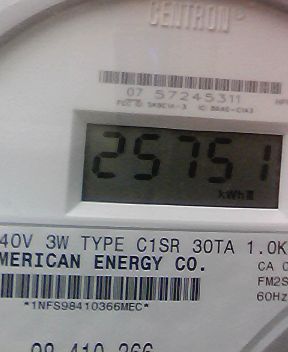 CENTRON®
07 57245311
25751
kWh
40V 3W TYPE C1SR 30TA 1.0K
MERICAN ENERGY CO.
CA 0
FM2S
60Hz
*1NFS98410366MEC*
98 410 366